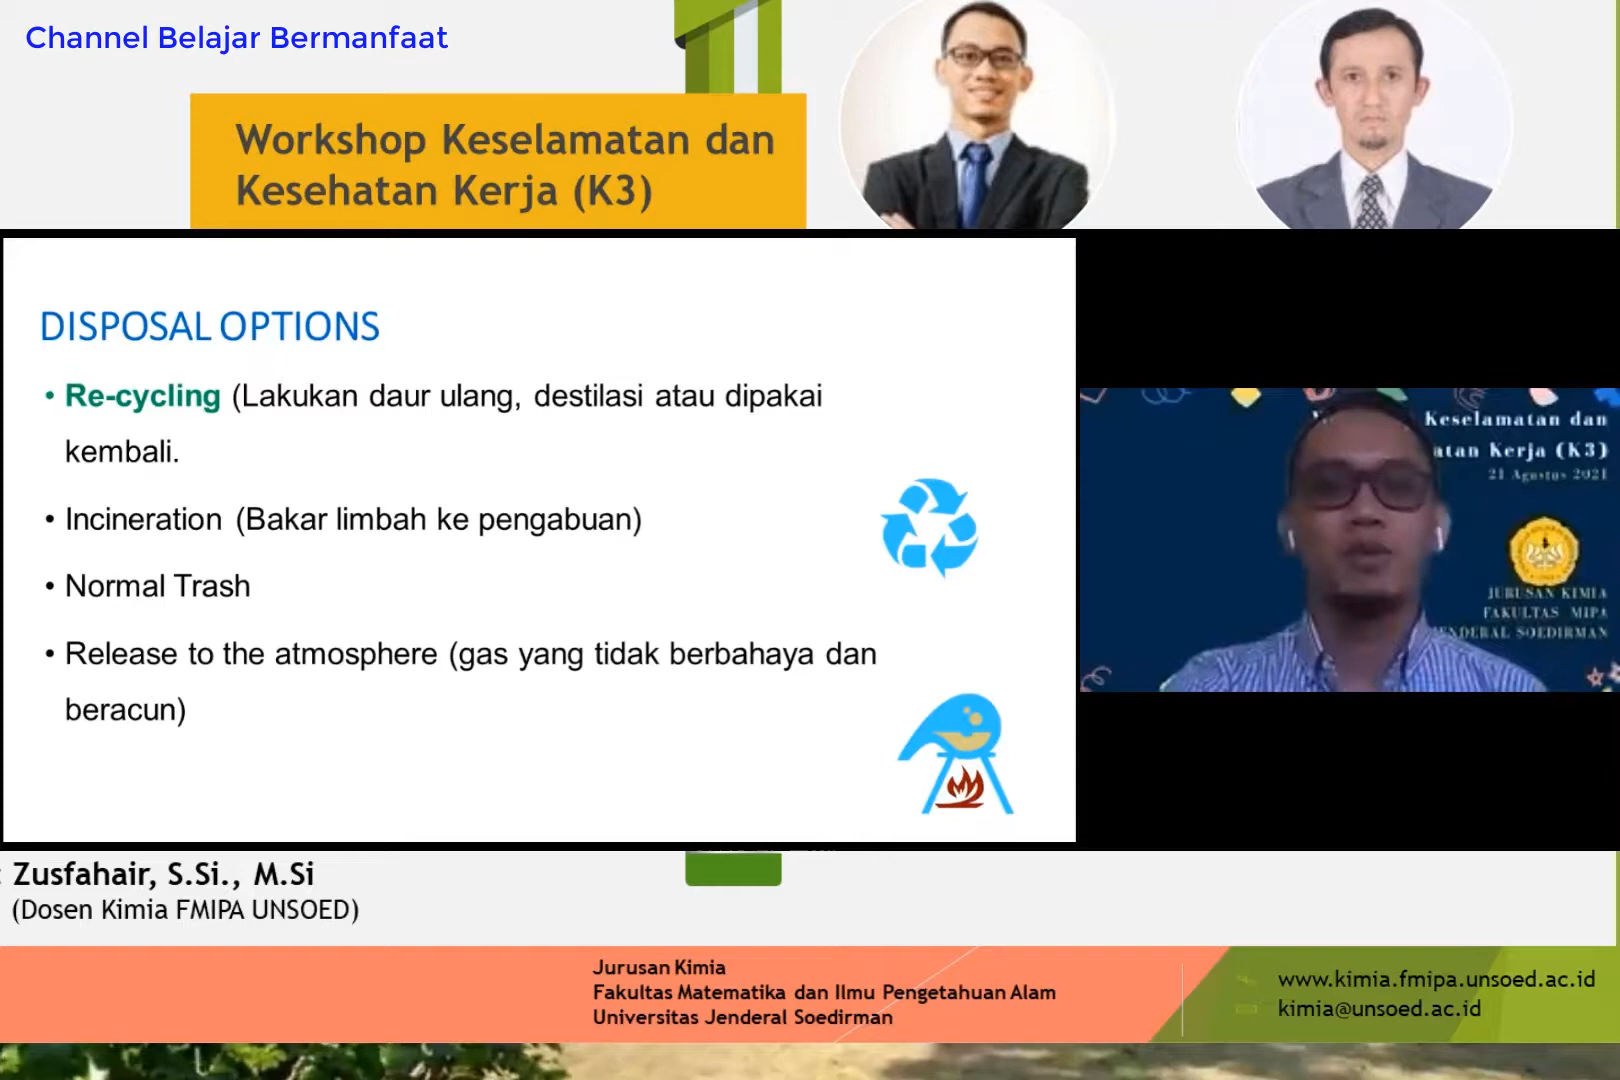 Channel Belajar Bermanfaat
Workshop Keselamatan dan
Kesehatan Kerja (K3)
DISPOSAL OPTIONS
• Re-cycling (Lakukan daur ulang, destilasi atau dipakai
kembali.
• Incineration (Bakar limbah ke pengabuan)
• Normal Trash
• Release to the atmosphere (gas yang tidak berbahaya dan
beracun)
Keselamatan dan
atan Kerja (K3)
21 Agustus 2021
JURUSAN KIMIA
FAKULTAS MIPA
ENDERAL SOEDIRMAN
: Zusfahair, S.Si., M.Si
(Dosen Kimia FMIPA UNSOED)
Jurusan Kimia
Fakultas Matematika dan Ilmu Pengetahuan Alam
Universitas Jenderal Soedirman
www.kimia.fmipa.unsoed.ac.id
kimia@unsoed.ac.id